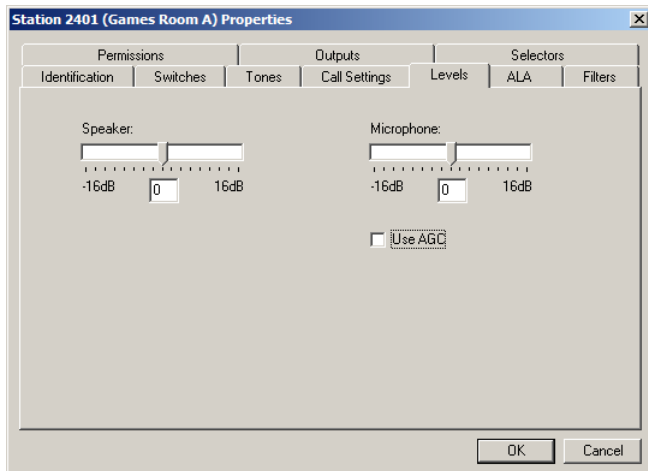 Station 2401 (Games Room A) Properties
Permissions Outputs Selectors
Identification Switches Tones Call Settings Levels ALA Filters
Speaker: Microphone:
-16dB 0 16dB -16dB 0 16dB
Use AGC
OK Cancel